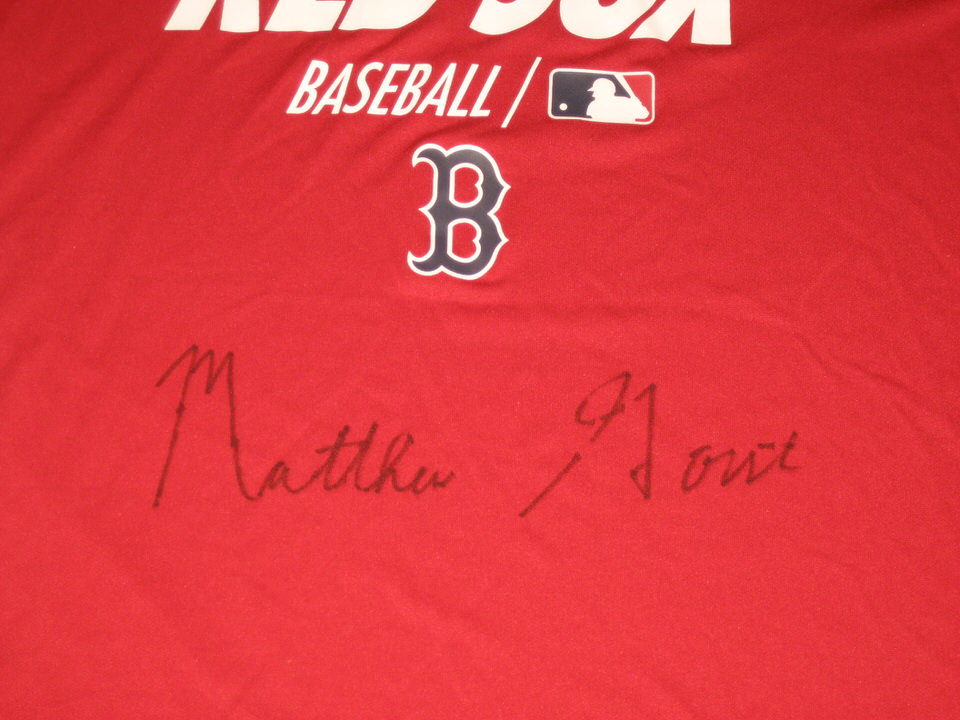 RED SOX
BASEBALL /
B
Matthew Gorst